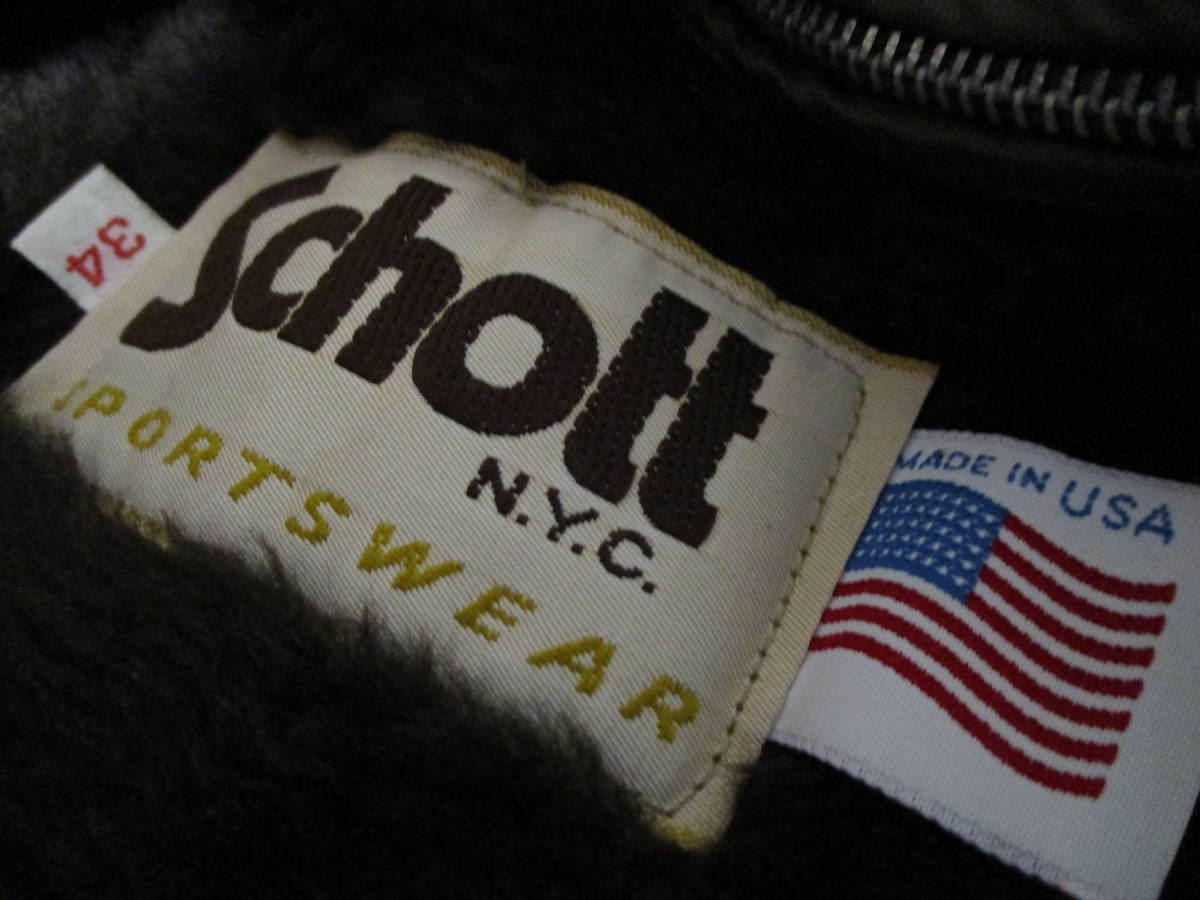 34
Schott
N.Y.C.
SPORTSWEAR
MADE IN USA